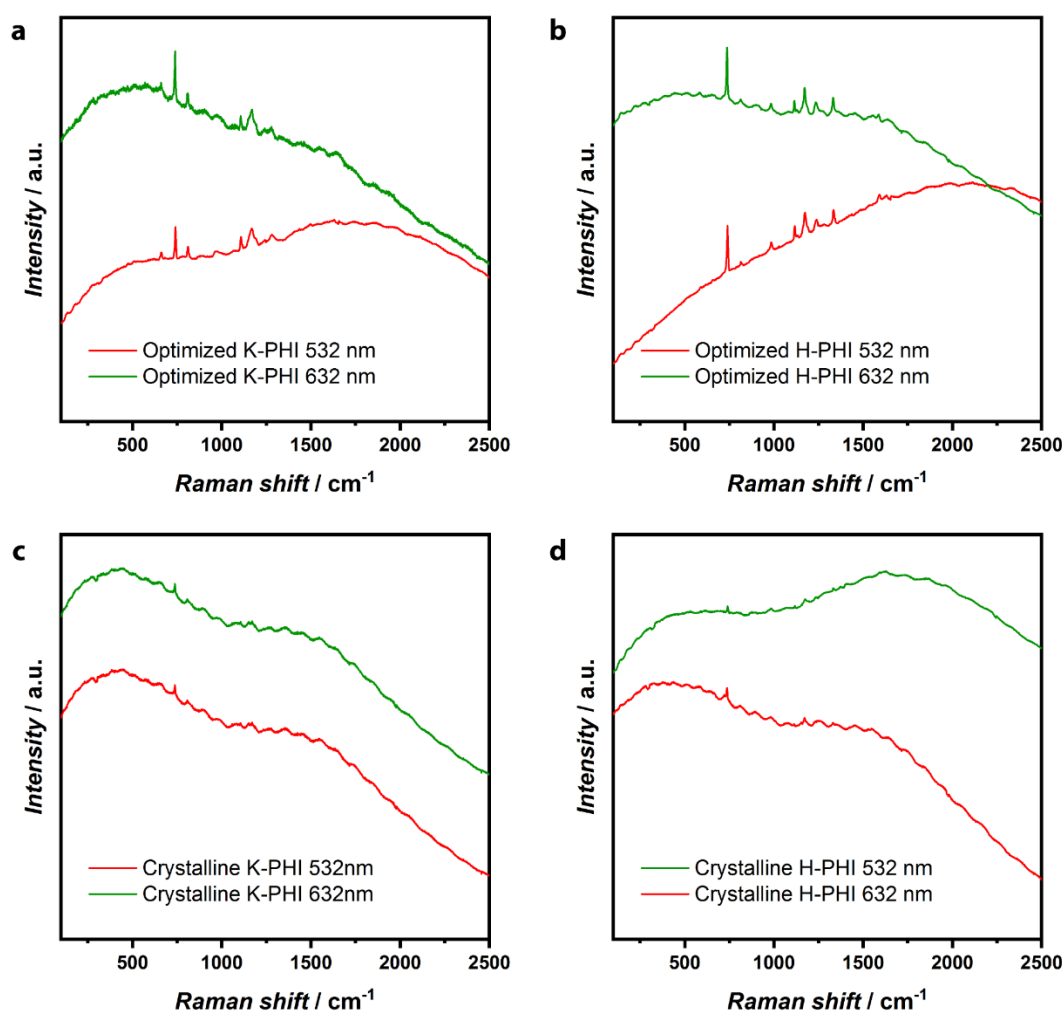 a
Intensity / a.u.
Optimized K-PHI 532 nm
Optimized K-PHI 632 nm
500 1000 1500 2000 2500
Raman shift / cm-1
b
Intensity / a.u.
Optimized H-PHI 532 nm
Optimized H-PHI 632 nm
500 1000 1500 2000 2500
Raman shift / cm-1
c
Intensity / a.u.
Crystalline K-PHI 532nm
Crystalline K-PHI 632nm
500 1000 1500 2000 2500
Raman shift / cm-1
d
Intensity / a.u.
Crystalline H-PHI 532 nm
Crystalline H-PHI 632 nm
500 1000 1500 2000 2500
Raman shift / cm-1